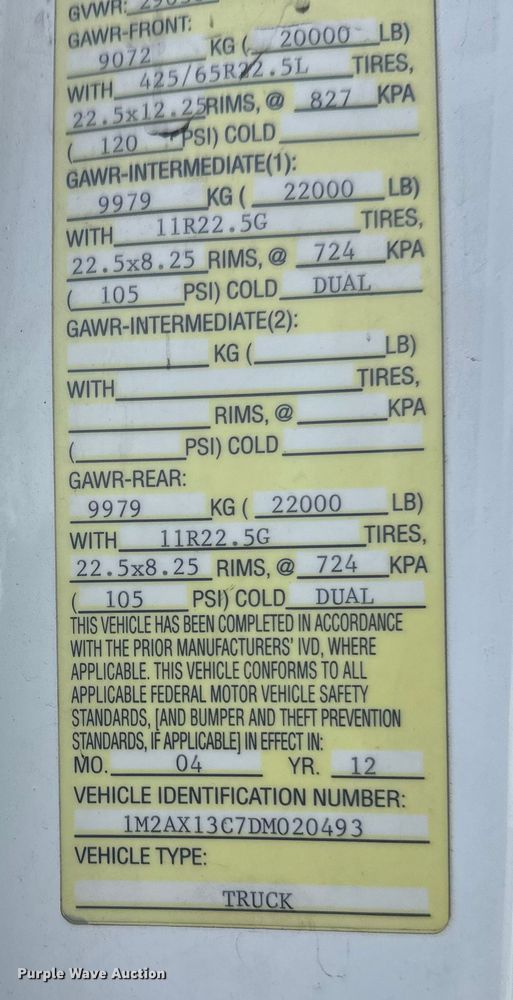 GVWR:
GAWR-FRONT:
9072 KG ( 20000 LB)
WITH 425/65R22.5L TIRES,
22.5x12.25 RIMS, @ 827 KPA
( 120 PSI) COLD
GAWR-INTERMEDIATE(1):
9979 KG ( 22000 LB)
WITH 11R22.5G TIRES,
22.5x8.25 RIMS, @ 724 KPA
( 105 PSI) COLD DUAL
GAWR-INTERMEDIATE(2):
KG ( LB)
WITH TIRES,
RIMS, @ KPA
( PSI) COLD
GAWR-REAR:
9979 KG ( 22000 LB)
WITH 11R22.5G TIRES,
22.5x8.25 RIMS, @ 724 KPA
( 105 PSI) COLD DUAL
THIS VEHICLE HAS BEEN COMPLETED IN ACCORDANCE
WITH THE PRIOR MANUFACTURERS' IVD, WHERE
APPLICABLE. THIS VEHICLE CONFORMS TO ALL
APPLICABLE FEDERAL MOTOR VEHICLE SAFETY
STANDARDS, [AND BUMPER AND THEFT PREVENTION
STANDARDS, IF APPLICABLE] IN EFFECT IN:
MO. 04 YR. 12
VEHICLE IDENTIFICATION NUMBER:
1M2AX13C7DM020493
VEHICLE TYPE:
TRUCK
Purple Wave Auction